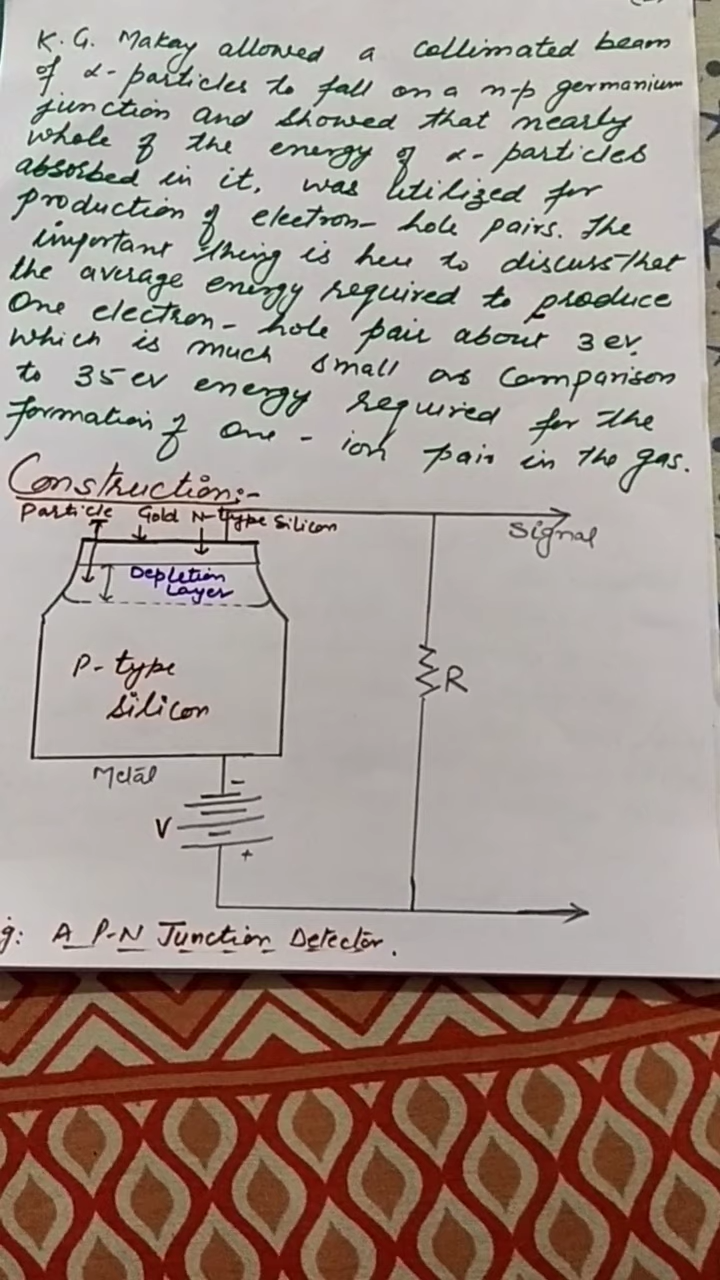 K.G. Makay allowed a collimated beam
of α-particles to fall on a n-p germanium
junction and showed that nearly
whole of the energy of α-particles
absorbed in it, was utilized for
production of electron-hole pairs. The
important thing is here to discuss that
the average energy required to produce
One electron-hole pair about 3 ev.
which is much small as Comparison
to 35 ev energy required for the
formation of one-ion pair in the gas.
Construction:-
Particle Gold N-type Silicon
Signal
Depletion
Layer
P-type
Silicon
R
Metal
-
V
+
g: A P-N Junction Detector.